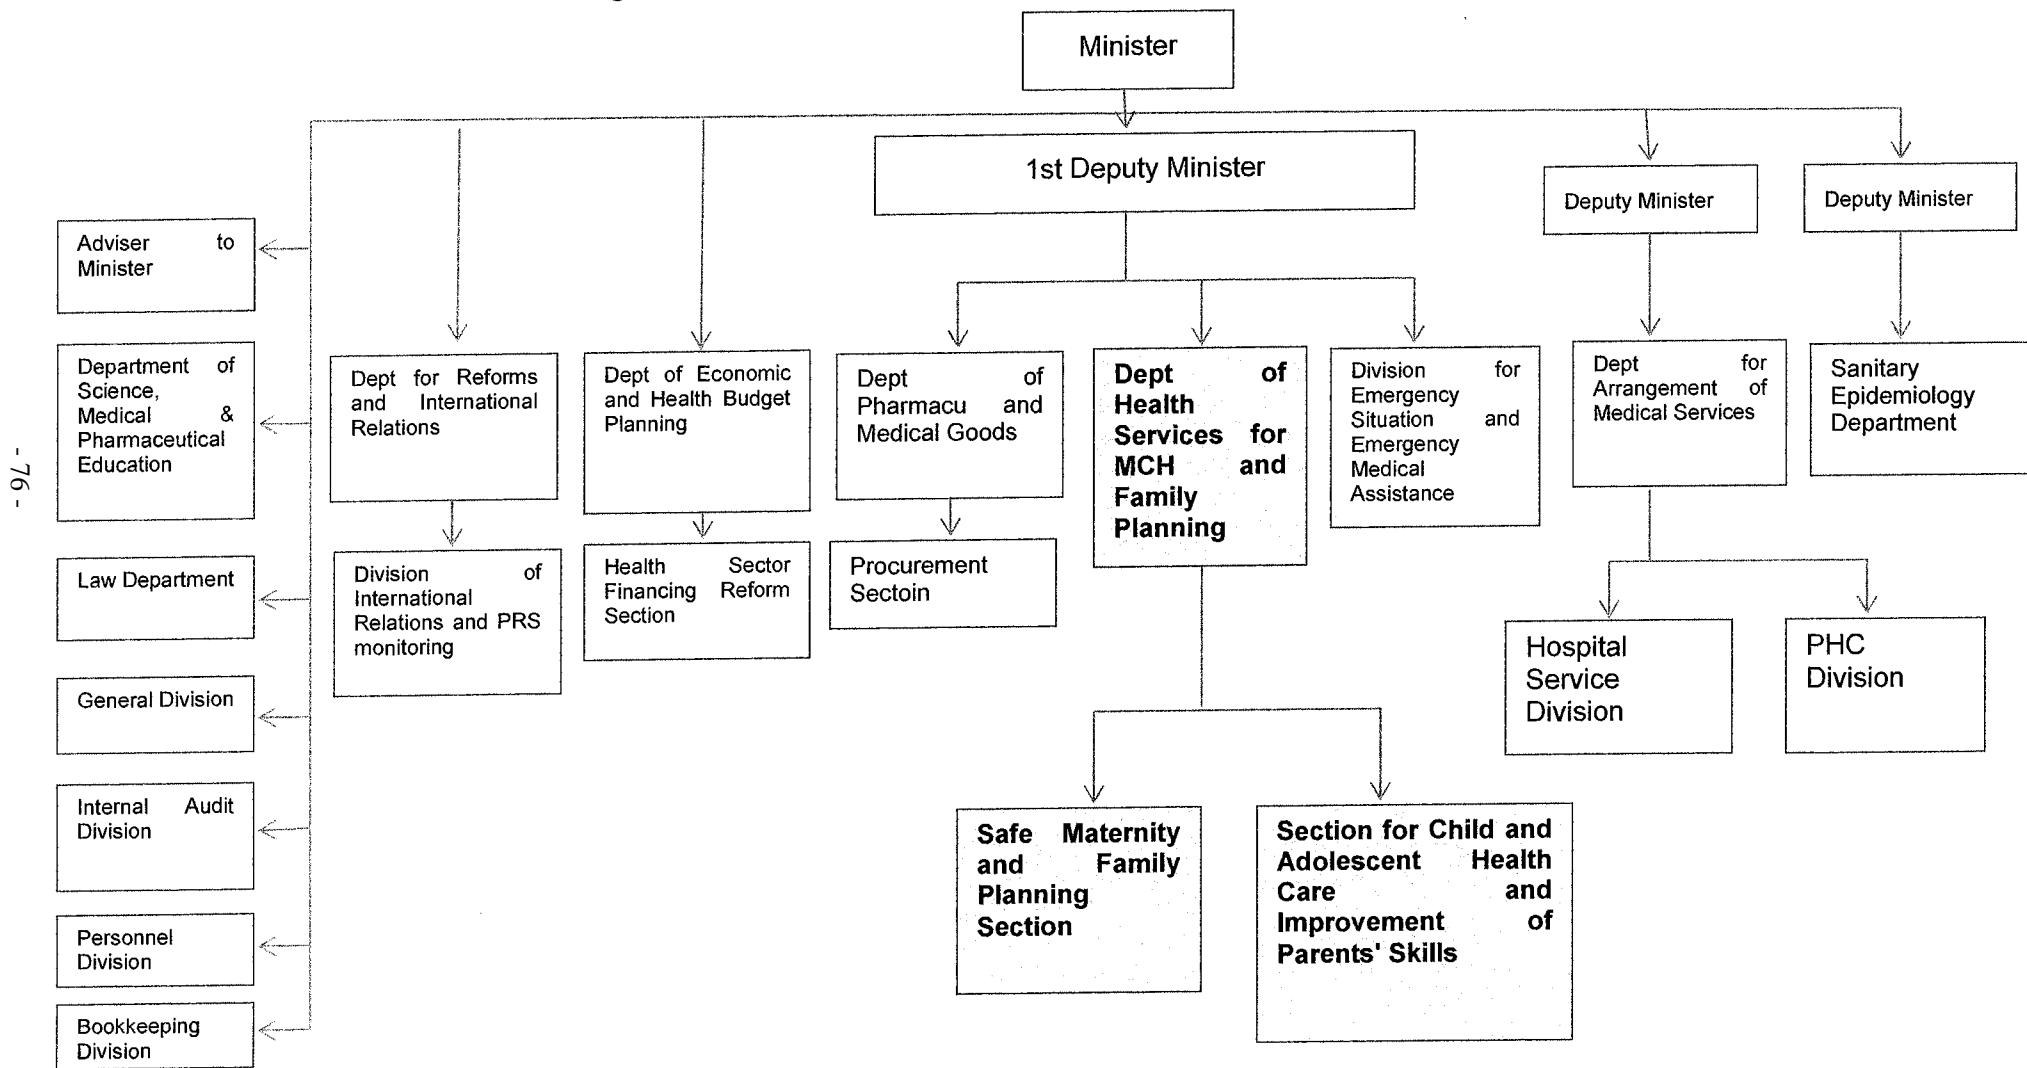 Minister
1st Deputy Minister
Deputy Minister
Deputy Minister
Adviser to
Minister
Department of
Science,
Medical &
Pharmaceutical
Education
Law Department
General Division
Internal Audit
Division
Personnel
Division
Bookkeeping
Division
Dept for Reforms
and International
Relations
Division of
International
Relations and PRS
monitoring
Dept of Economic
and Health Budget
Planning
Health Sector
Financing Reform
Section
Dept of
Pharmacu and
Medical Goods
Procurement
Sectoin
Dept of
Health
Services for
MCH and
Family
Planning
Safe Maternity
and Family
Planning
Section
Section for Child and
Adolescent Health
Care and
Improvement of
Parents' Skills
Division for
Emergency
Situation and
Emergency
Medical
Assistance
Dept for
Arrangement of
Medical Services
Hospital
Service
Division
PHC
Division
Sanitary
Epidemiology
Department
- 76 -